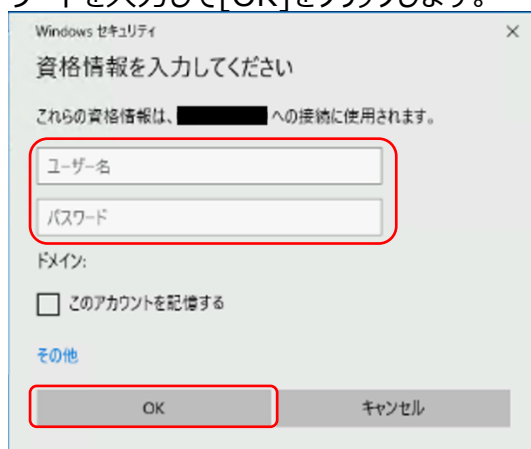 ワードを入力して[OK]をクリックします。
Windows セキュリティ
資格情報を入力してください
これらの資格情報は、 への接続に使用されます。
ユーザー名
パスワード
ドメイン:
このアカウントを記憶する
その他
OK キャンセル